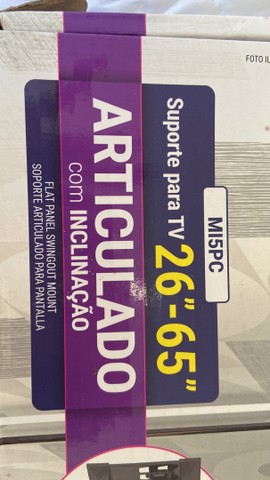 FOTO IL
MI5PC
Suporte para TV 26"-65"
ARTICULADO
com INCLINAÇÃO
FLAT PANEL SWINGOUT MOUNT
SOPORTE ARTICULADO PARA PANTALLA